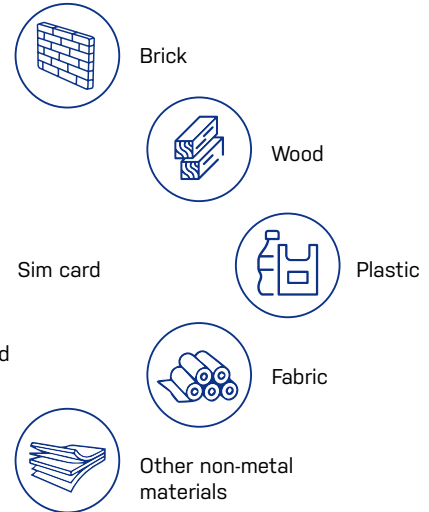 Brick
Wood
Sim card
Plastic
Fabric
Other non-metal
materials